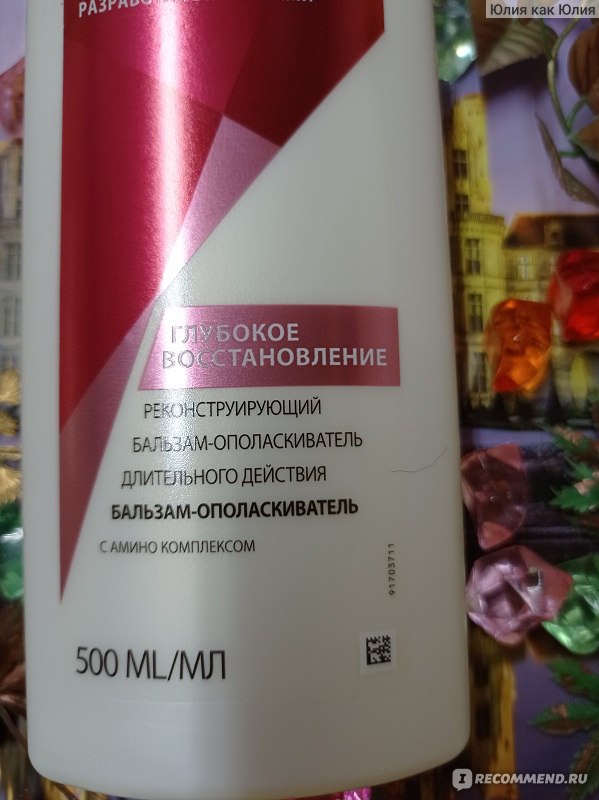 Юлия как Юлия
ГЛУБОКОЕ
ВОССТАНОВЛЕНИЕ
РЕКОНСТРУИРУЮЩИЙ
БАЛЬЗАМ-ОПОЛАСКИВАТЕЛЬ
ДЛИТЕЛЬНОГО ДЕЙСТВИЯ
БАЛЬЗАМ-ОПОЛАСКИВАТЕЛЬ
С АМИНО КОМПЛЕКСОМ
91703711
500 ML/МЛ
IRECOMMEND.RU